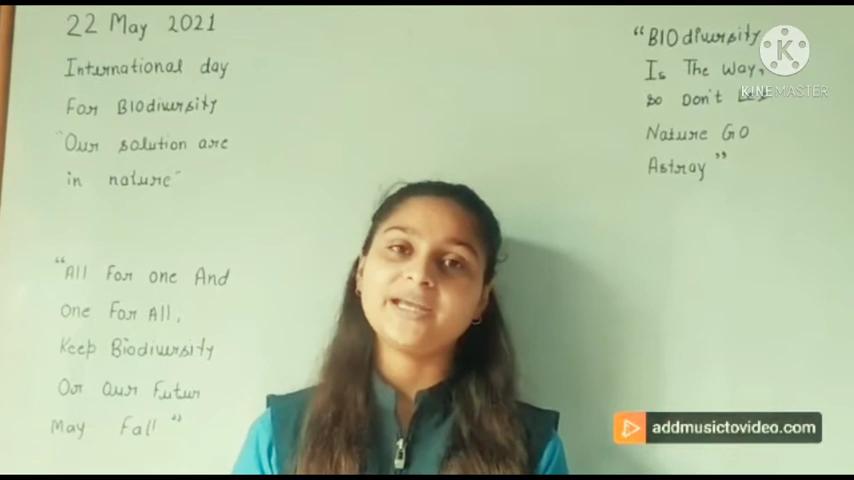 22 May 2021
International day
For BIOdiversity
"Our solution are
in nature"
"All For one And
One For All,
Keep Biodiversity
Or Our Futur
May Fall"
"BIOdiversity
Is The Way,
so Don't Let
Nature GO
Astray"
KINEMASTER
addmusictovideo.com